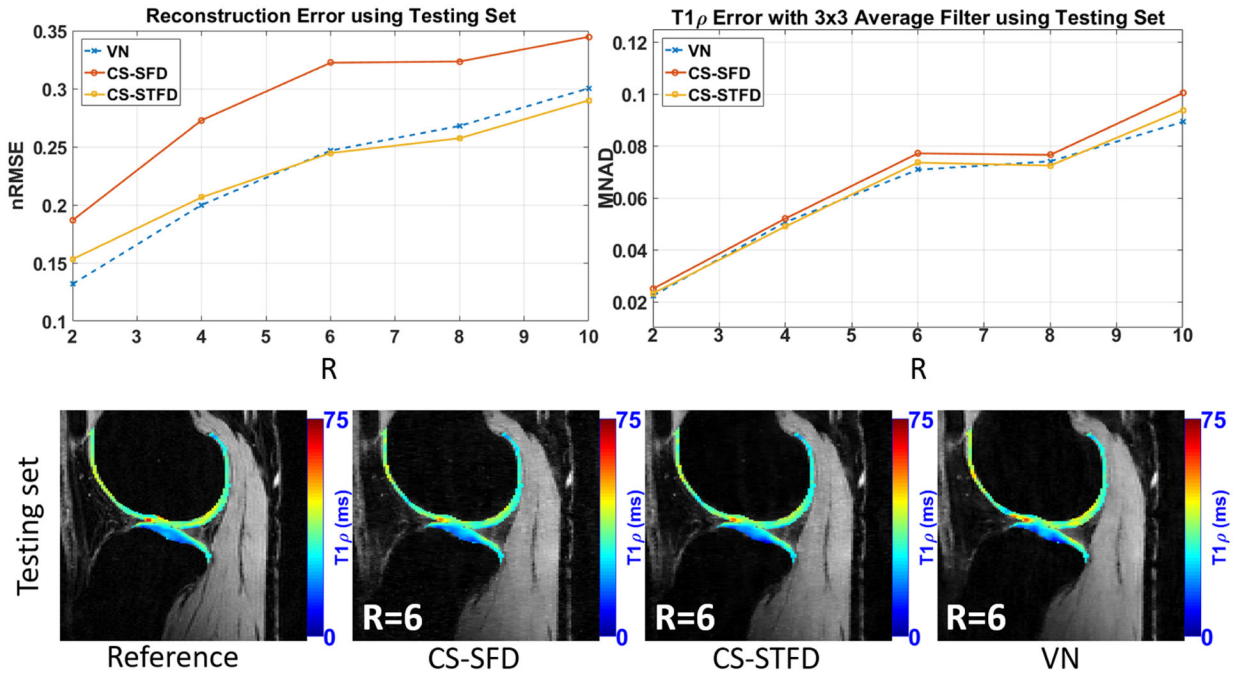 Reconstruction Error using Testing Set
nRMSE
0.35
0.3
0.25
0.2
0.15
0.1
VN
CS-SFD
CS-STFD
2 3 4 5 6 7 8 9 10
R
T1ρ Error with 3x3 Average Filter using Testing Set
MNAD
0.12
0.1
0.08
0.06
0.04
0.02
VN
CS-SFD
CS-STFD
2 3 4 5 6 7 8 9 10
R
Testing set
75
T1ρ (ms)
0
Reference
R=6
75
T1ρ (ms)
0
CS-SFD
R=6
75
T1ρ (ms)
0
CS-STFD
R=6
75
T1ρ (ms)
0
VN